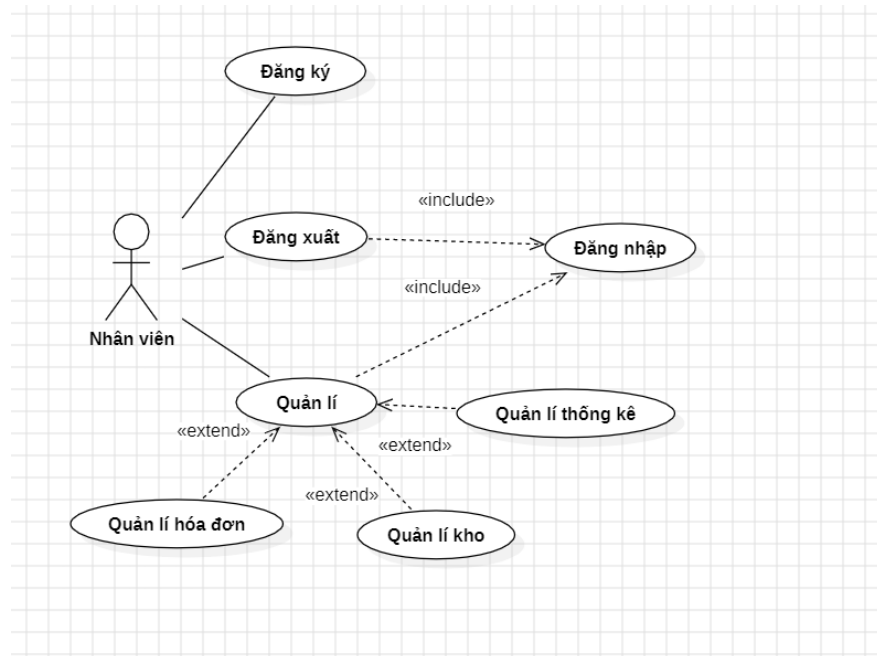 Đăng ký
«include»
Đăng xuất
Đăng nhập
«include»
Nhân viên
Quản lí
Quản lí thống kê
«extend»
«extend»
«extend»
Quản lí hóa đơn
Quản lí kho